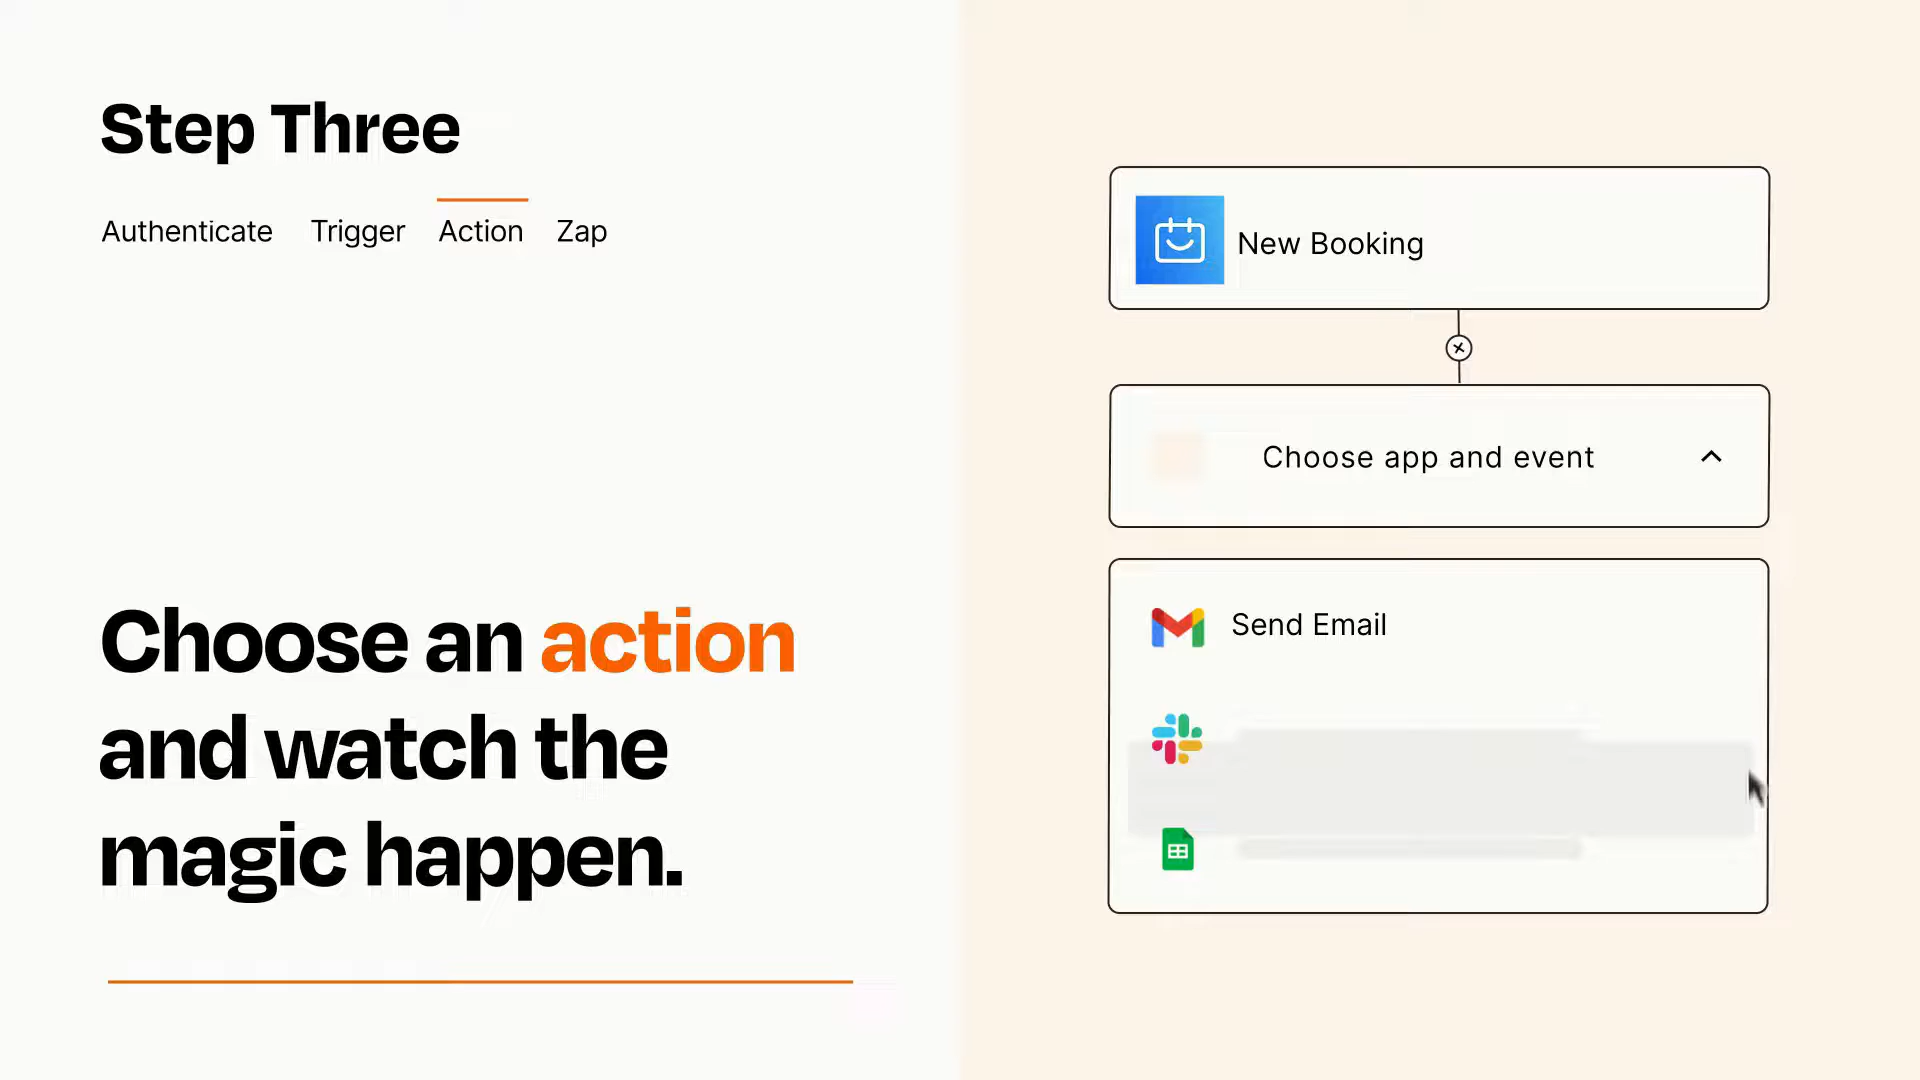 Step Three
Authenticate Trigger Action Zap
Choose an action
and watch the
magic happen.
New Booking
Choose app and event
Send Email